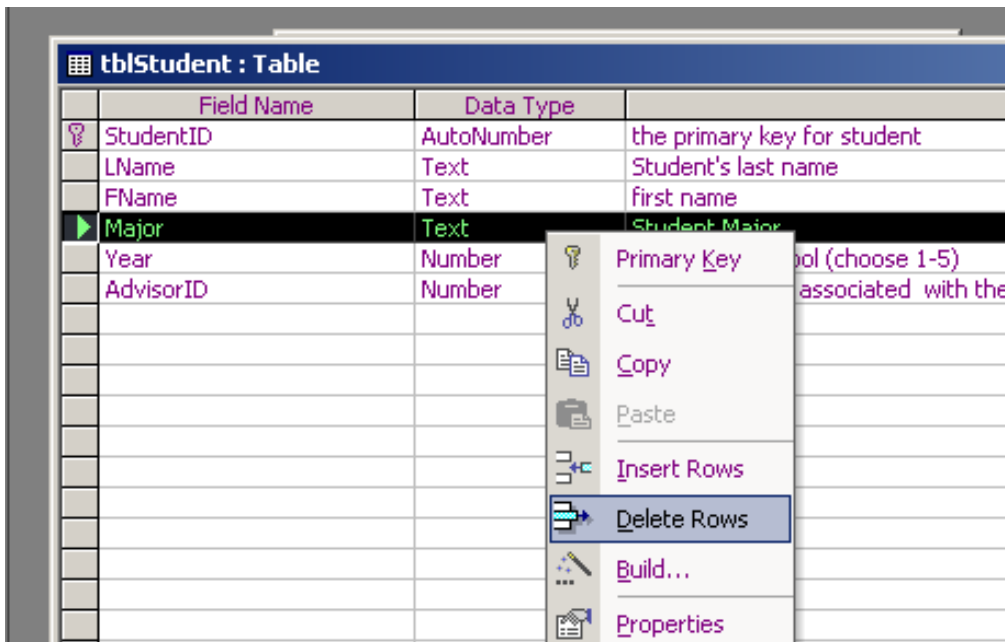 tblStudent : Table
Field Name Data Type
StudentID AutoNumber the primary key for student
LName Text Student's last name
FName Text first name
Major Text Student Major
Year Number (choose 1-5)
AdvisorID Number associated with the
Primary Key
Cut
Copy
Paste
Insert Rows
Delete Rows
Build...
Properties